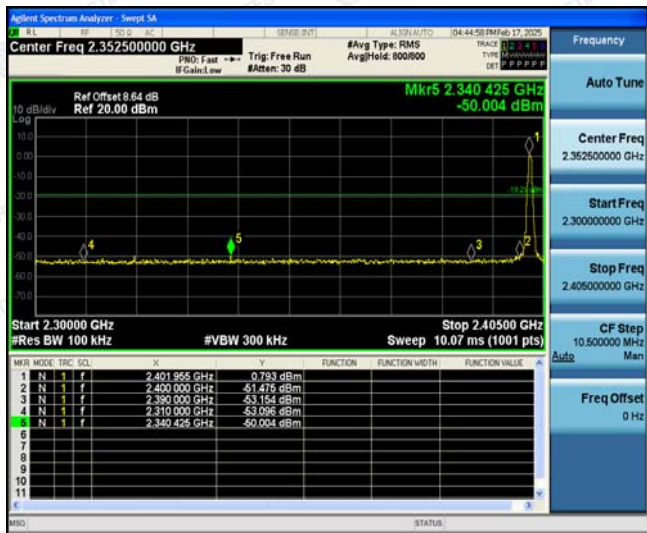 Agilent Spectrum Analyzer - Swept SA
RL RF 50 Ω AC SENSE:INT ALIGN AUTO 04:44:50 PM Feb 17, 2025
Center Freq 2.352500000 GHz
PNO: Fast Trig: Free Run
IFGain:Low #Atten: 30 dB
#Avg Type: RMS
Avg|Hold: 800/800
TRACE 1 2 3 4 5 6
TYPE
DET P P P P P P
Ref Offset 8.64 dB
10 dB/div Ref 20.00 dBm
Log
Mkr5 2.340 425 GHz
-50.004 dBm
10.0
0.00
-10.0
-20.0
-30.0
-40.0
-50.0
-60.0
-70.0
1
4
5
3
2
Start 2.30000 GHz Stop 2.40500 GHz
#Res BW 100 kHz #VBW 300 kHz Sweep 10.07 ms (1001 pts)
MKR MODE TRC SCL X Y FUNCTION FUNCTION WIDTH FUNCTION VALUE
1 N 1 f 2.401 955 GHz 0.793 dBm
2 N 1 f 2.400 000 GHz -51.475 dBm
3 N 1 f 2.390 000 GHz -53.154 dBm
4 N 1 f 2.310 000 GHz -53.096 dBm
5 N 1 f 2.340 425 GHz -50.004 dBm
6
7
8
9
10
11
MSG STATUS
Frequency
Auto Tune
Center Freq
2.352500000 GHz
Start Freq
2.300000000 GHz
Stop Freq
2.405000000 GHz
CF Step
10.500000 MHz
Auto Man
Freq Offset
0 Hz